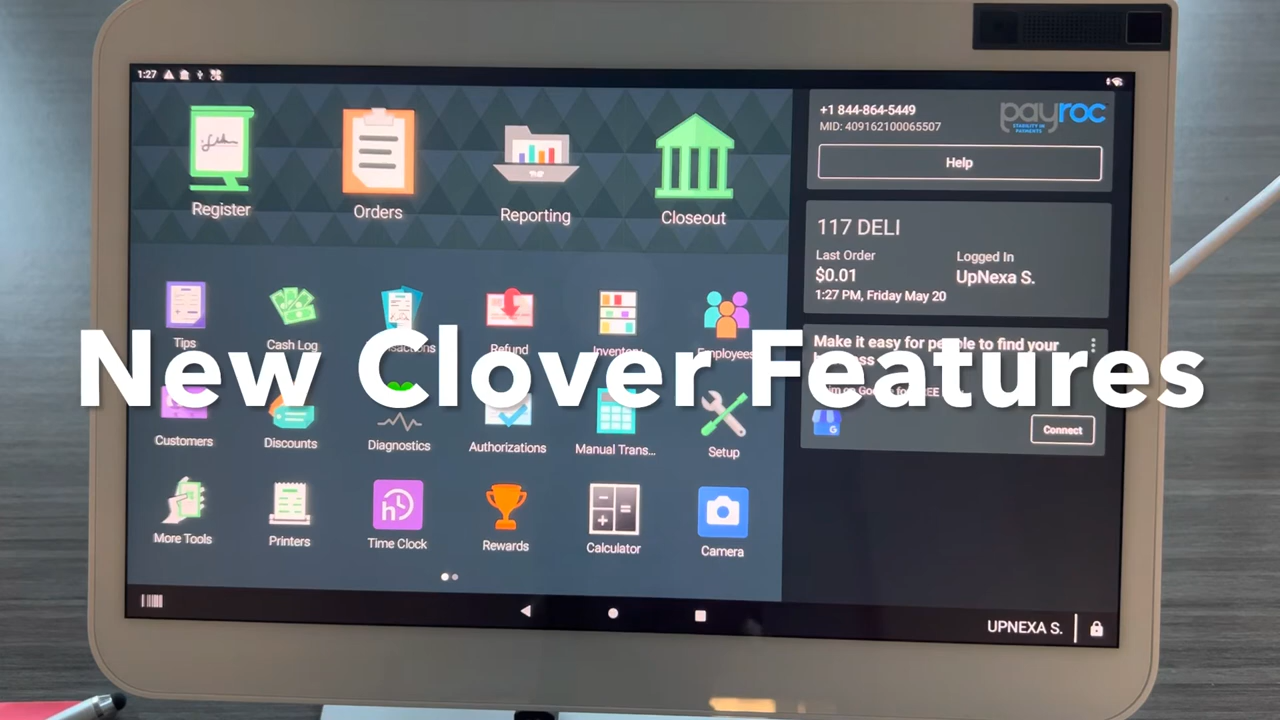 1:27
+1 844-864-5449
MID: 409162100065507
payroc
STABILITY IN
PAYMENTS
Help
Register
Orders
Reporting
Closeout
117 DELI
Last Order
Logged In
$0.01
UpNexa S.
1:27 PM, Friday May 20
Tips
Cash Log
Refund
Inventory
Employees
Make it easy for people to find your
New Clover Features
Connect
Customers
Discounts
Diagnostics
Authorizations
Manual Trans...
Setup
More Tools
Printers
Time Clock
Rewards
Calculator
Camera
UPNEXA S.